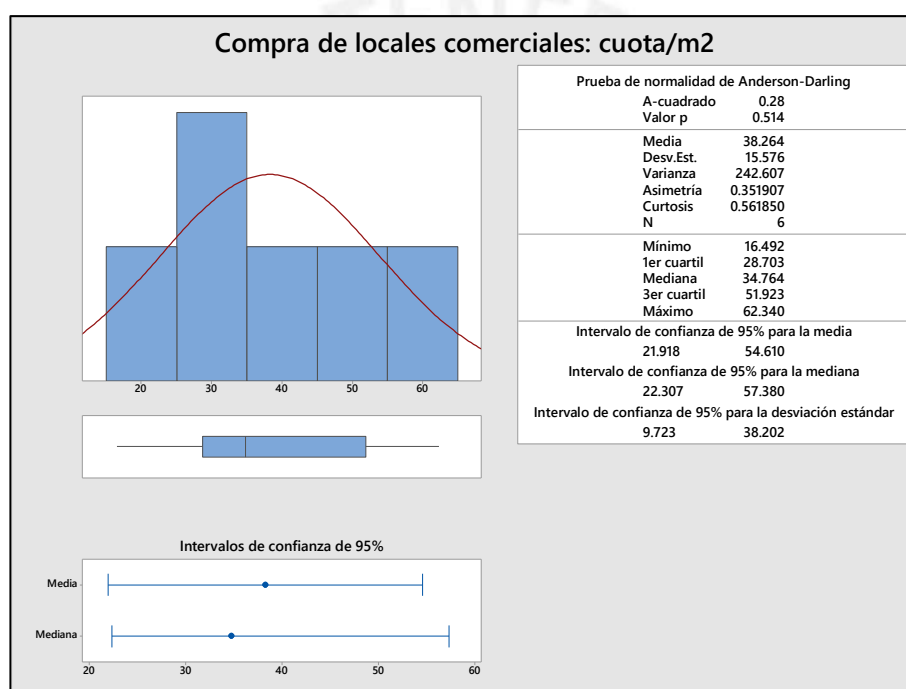 Compra de locales comerciales: cuota/m2
20 30 40 50 60
Prueba de normalidad de Anderson-Darling
A-cuadrado 0.28
Valor p 0.514
Media 38.264
Desv.Est. 15.576
Varianza 242.607
Asimetría 0.351907
Curtosis 0.561850
N 6
Mínimo 16.492
1er cuartil 28.703
Mediana 34.764
3er cuartil 51.923
Máximo 62.340
Intervalo de confianza de 95% para la media
21.918 54.610
Intervalo de confianza de 95% para la mediana
22.307 57.380
Intervalo de confianza de 95% para la desviación estándar
9.723 38.202
Intervalos de confianza de 95%
Media
Mediana
20 30 40 50 60